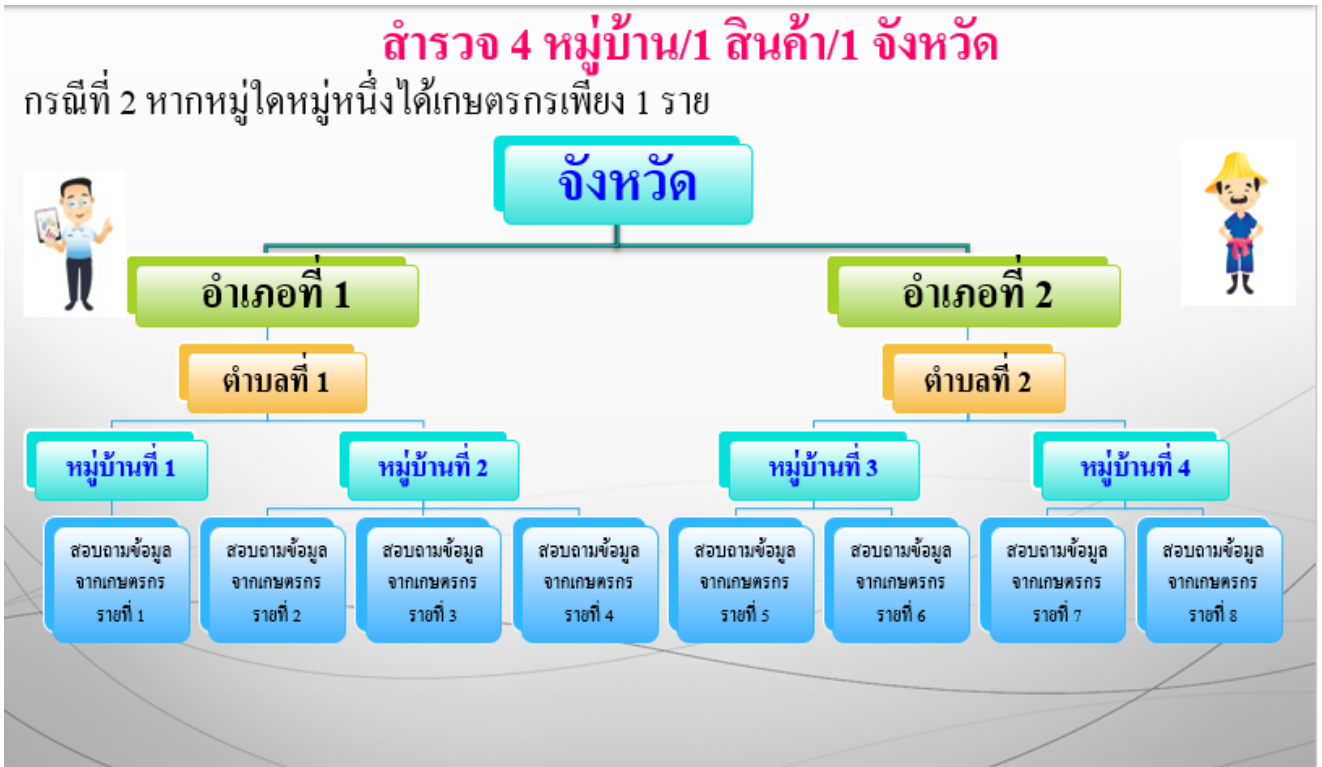 สำรวจ 4 หมู่บ้าน/1 สินค้า/1 จังหวัด
กรณีที่ 2 หากหมู่ใดหมู่หนึ่งได้เกษตรกรเพียง 1 ราย
จังหวัด
อำเภอที่ 1
อำเภอที่ 2
ตำบลที่ 1
ตำบลที่ 2
หมู่บ้านที่ 1
หมู่บ้านที่ 2
หมู่บ้านที่ 3
หมู่บ้านที่ 4
สอบถามข้อมูล
จากเกษตรกร
รายที่ 1
สอบถามข้อมูล
จากเกษตรกร
รายที่ 2
สอบถามข้อมูล
จากเกษตรกร
รายที่ 3
สอบถามข้อมูล
จากเกษตรกร
รายที่ 4
สอบถามข้อมูล
จากเกษตรกร
รายที่ 5
สอบถามข้อมูล
จากเกษตรกร
รายที่ 6
สอบถามข้อมูล
จากเกษตรกร
รายที่ 7
สอบถามข้อมูล
จากเกษตรกร
รายที่ 8